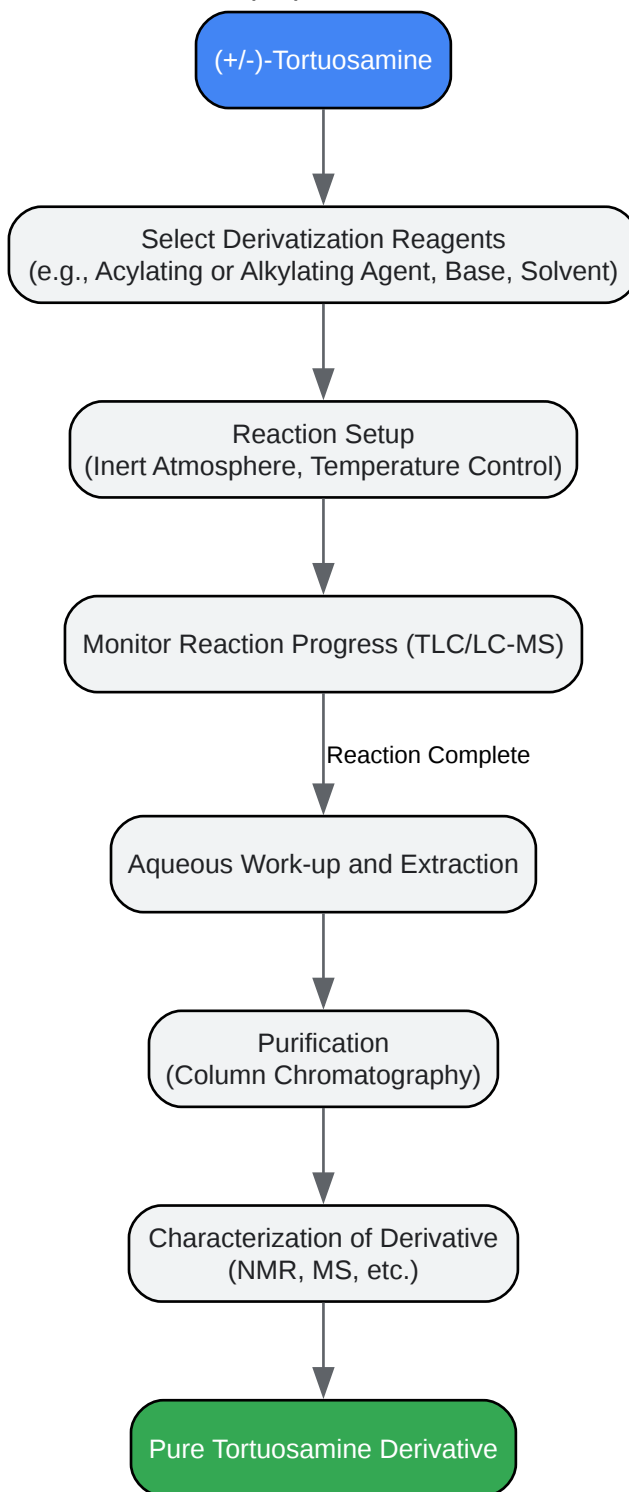 (+/-)-Tortuosamine
Select Derivatization Reagents
(e.g., Acylating or Alkylating Agent, Base, Solvent)
Reaction Setup
(Inert Atmosphere, Temperature Control)
Monitor Reaction Progress (TLC/LC-MS)
Reaction Complete
Aqueous Work-up and Extraction
Purification
(Column Chromatography)
Characterization of Derivative
(NMR, MS, etc.)
Pure Tortuosamine Derivative